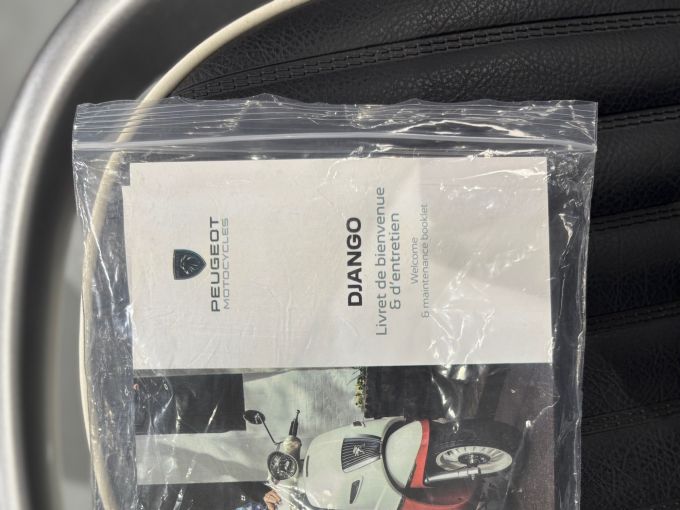 PEUGEOT
MOTOCYCLES
DJANGO
Livret de bienvenue
& d'entretien
Welcome
& maintenance booklet